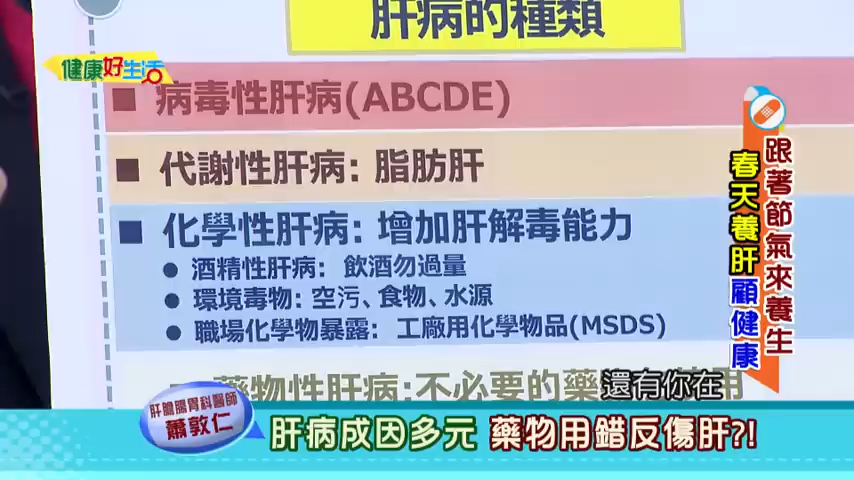 肝病的種類
健康好生活
■ 病毒性肝病(ABCDE)
■ 代謝性肝病: 脂肪肝
■ 化學性肝病: 增加肝解毒能力
● 酒精性肝病: 飲酒勿過量
● 環境毒物: 空污、食物、水源
● 職場化學物暴露: 工廠用化學物品(MSDS)
藥物性肝病:不必要的藥
用
還有你在
跟著節氣來養生
春天養肝顧健康
肝膽腸胃科醫師
蕭敦仁
肝病成因多元 藥物用錯反傷肝?!